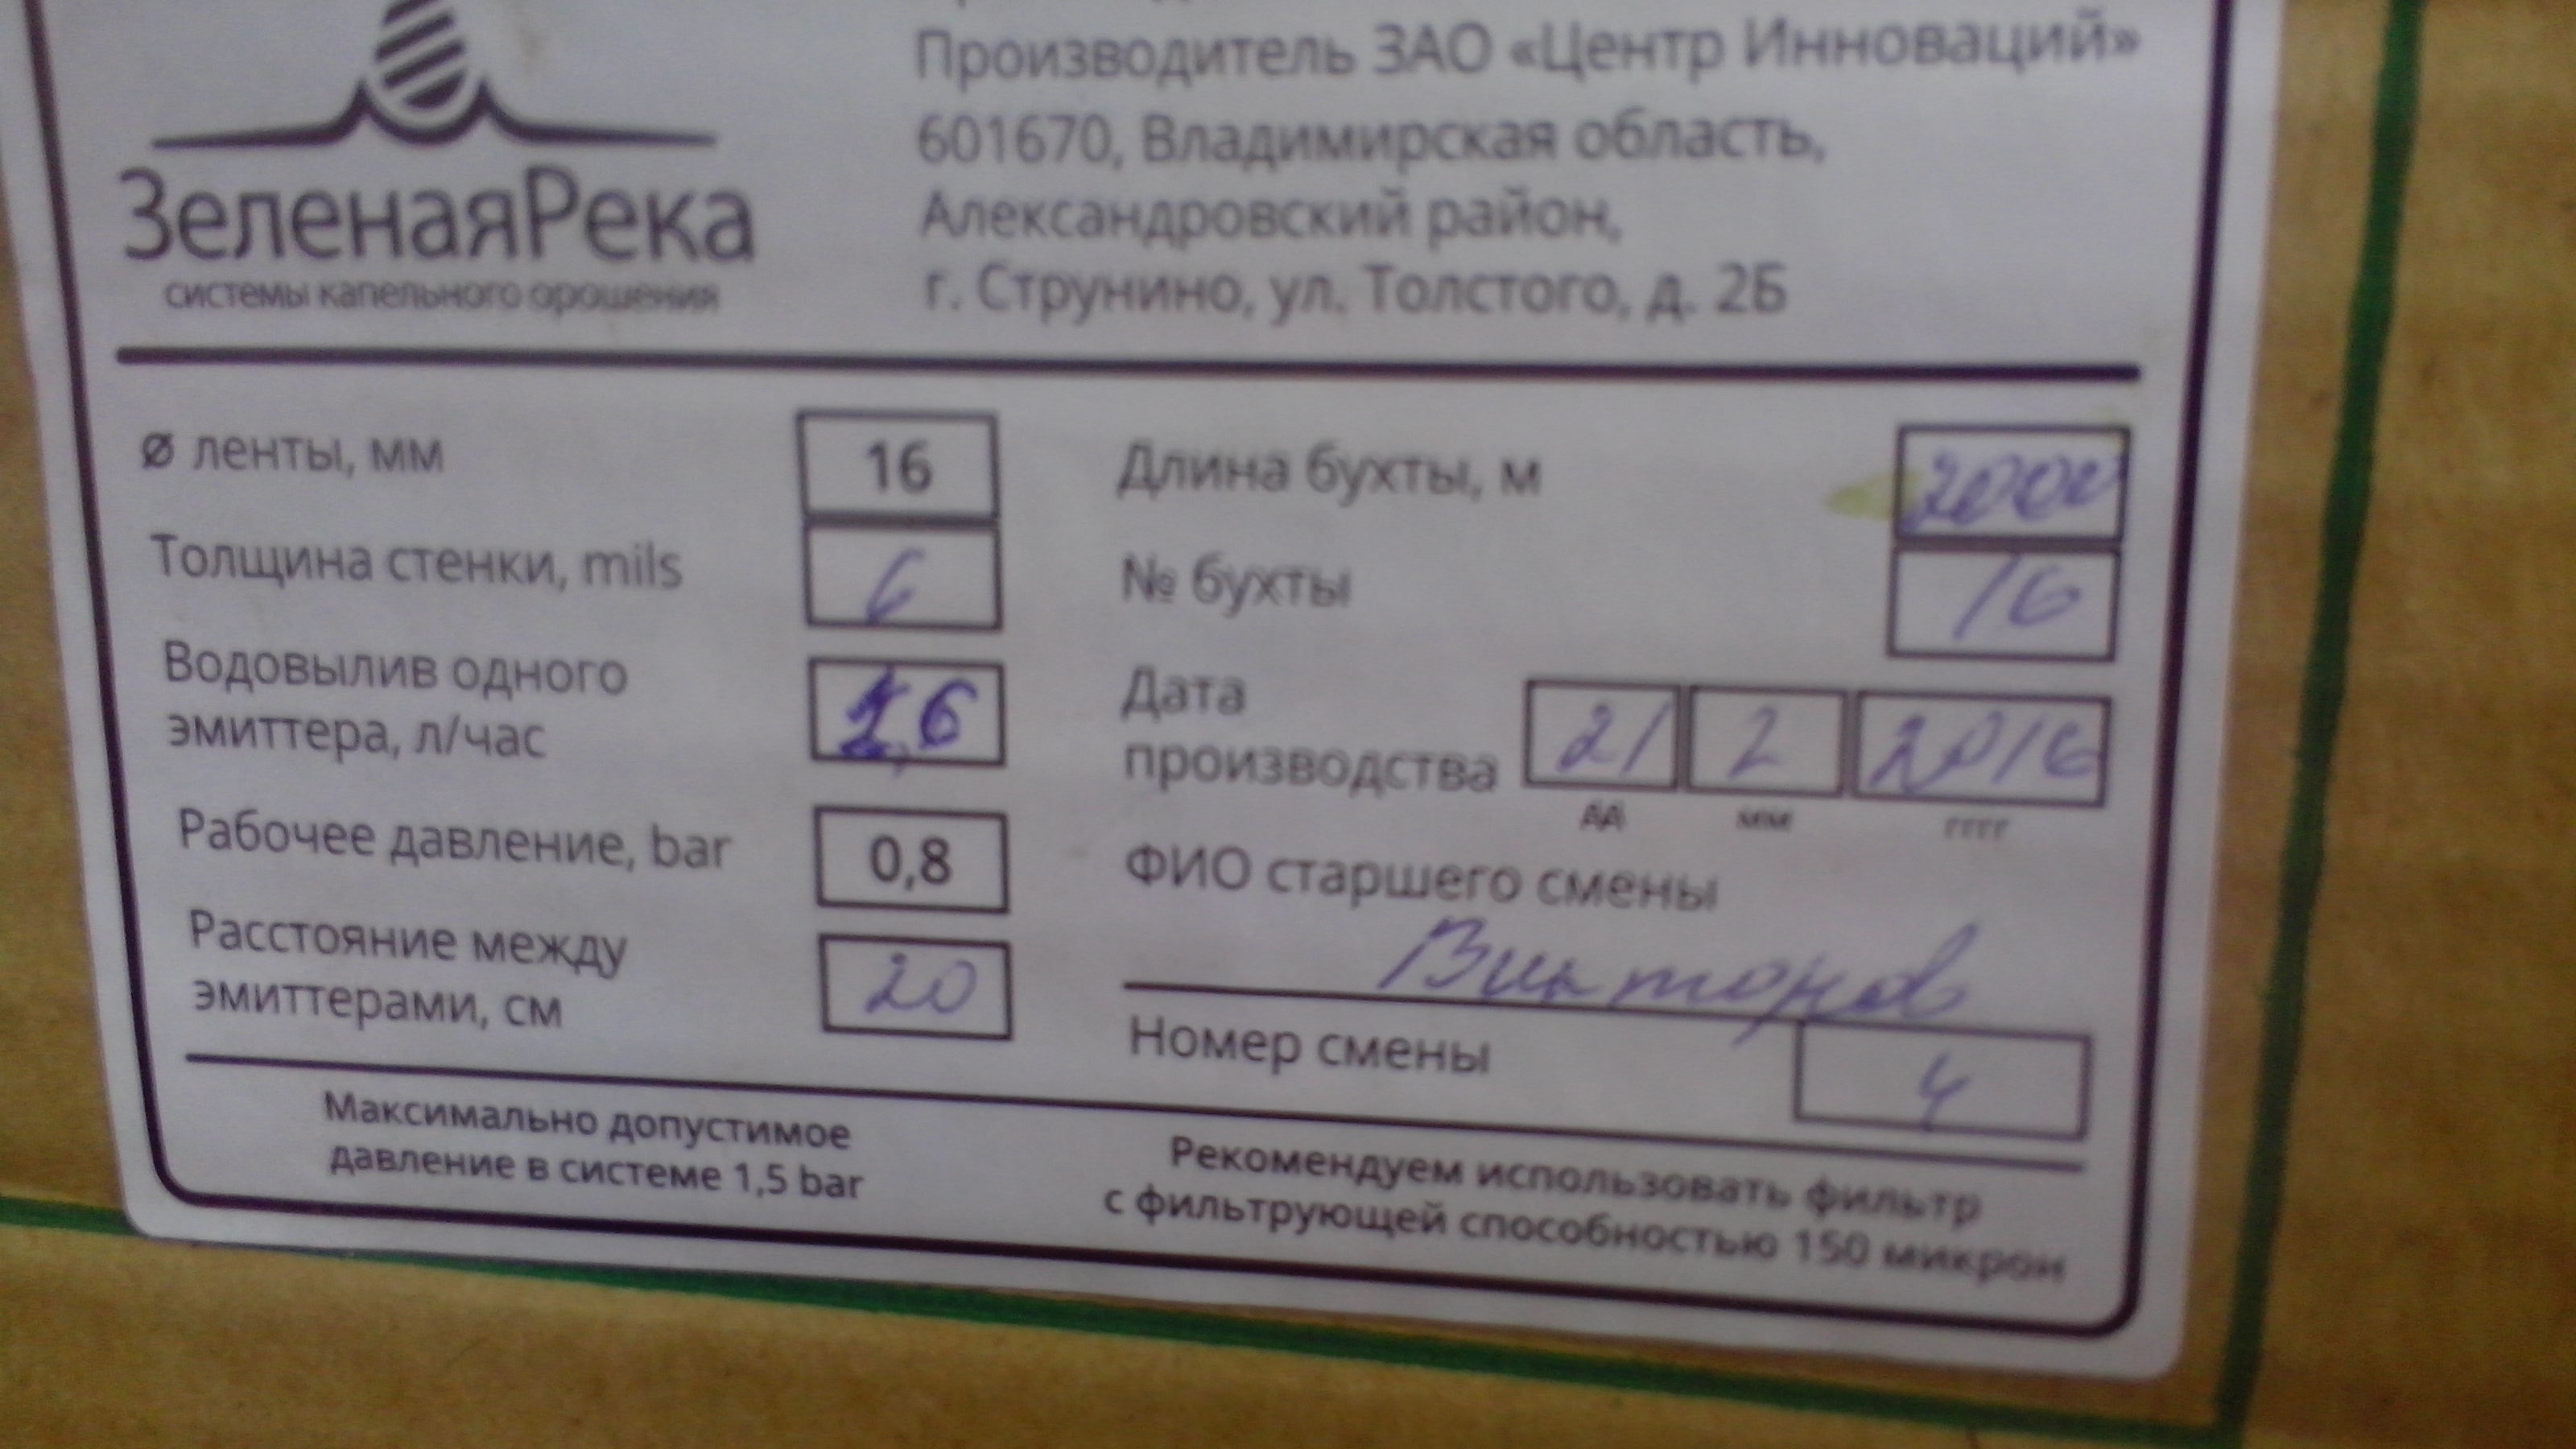 Производитель ЗАО «Центр Инноваций»
601670, Владимирская область,
Александровский район,
г. Струнино, ул. Толстого, д. 2Б
ЗеленаяРека
системы капельного орошения
ø ленты, мм 16
Толщина стенки, mils 6
Водовылив одного
эмиттера, л/час 1,6
Рабочее давление, bar 0,8
Расстояние между
эмиттерами, см 20
Длина бухты, м 2000
№ бухты 16
Дата
производства 21 2 2016
ДД ММ ГГГГ
ФИО старшего смены
Номер смены 4
Максимально допустимое
давление в системе 1,5 bar
Рекомендуем использовать фильтр
с фильтрующей способностью 150 микрон